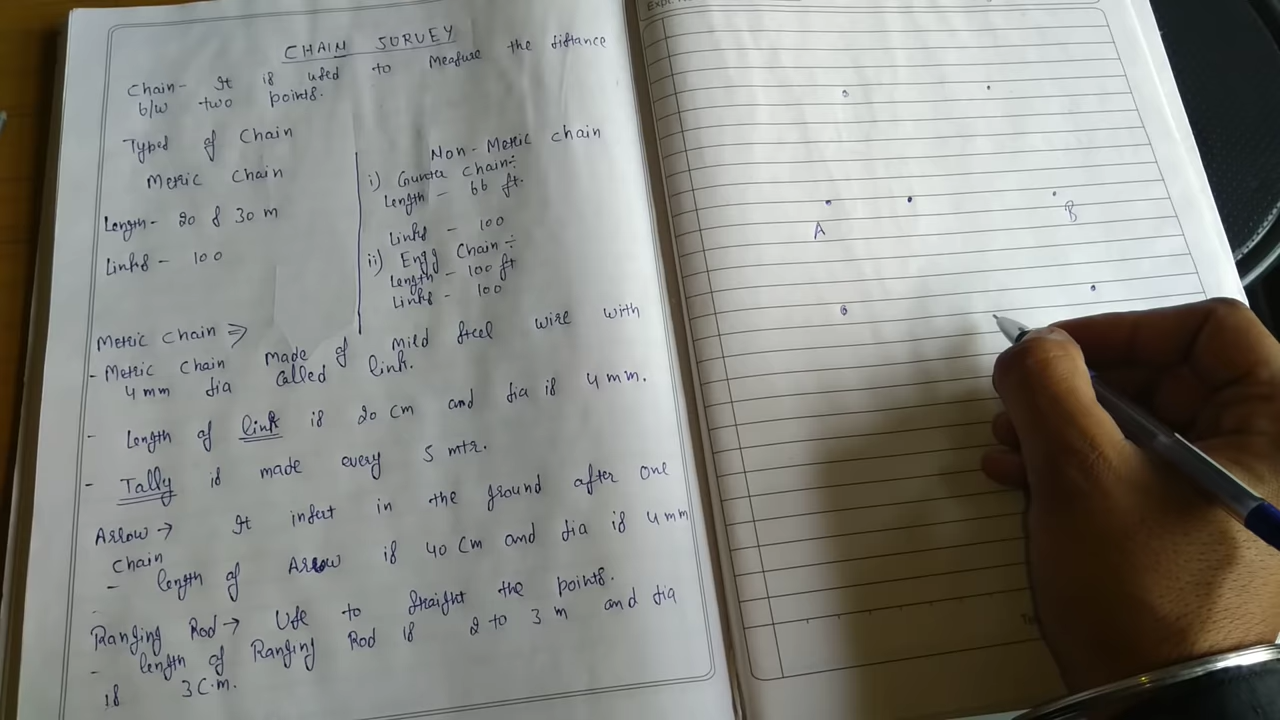 CHAIN SURVEY
Chain- It is used to Measure the distance
b/w two points.
Types of Chain
Metric Chain
Length- 20 & 30 m
Links - 100
Non-Metric chain
i) Gunter Chain÷
Length - 66 ft.
Links - 100
ii) Engg Chain ÷
Length - 100 ft
Links - 100
Metric Chain ⇒
- Metric Chain made of mild steel wire with
4 mm dia called link.
- Length of link is 20 Cm and dia is 4 mm.
- Tally is made every 5 mtr.
Arrow → It insert in the ground after one
chain
- length of Arrow is 40 Cm and dia is 4 mm
Ranging Rod → Use to straight the points.
- length of Ranging Rod is 2 to 3 m and dia
is 3 C.m.
A
B